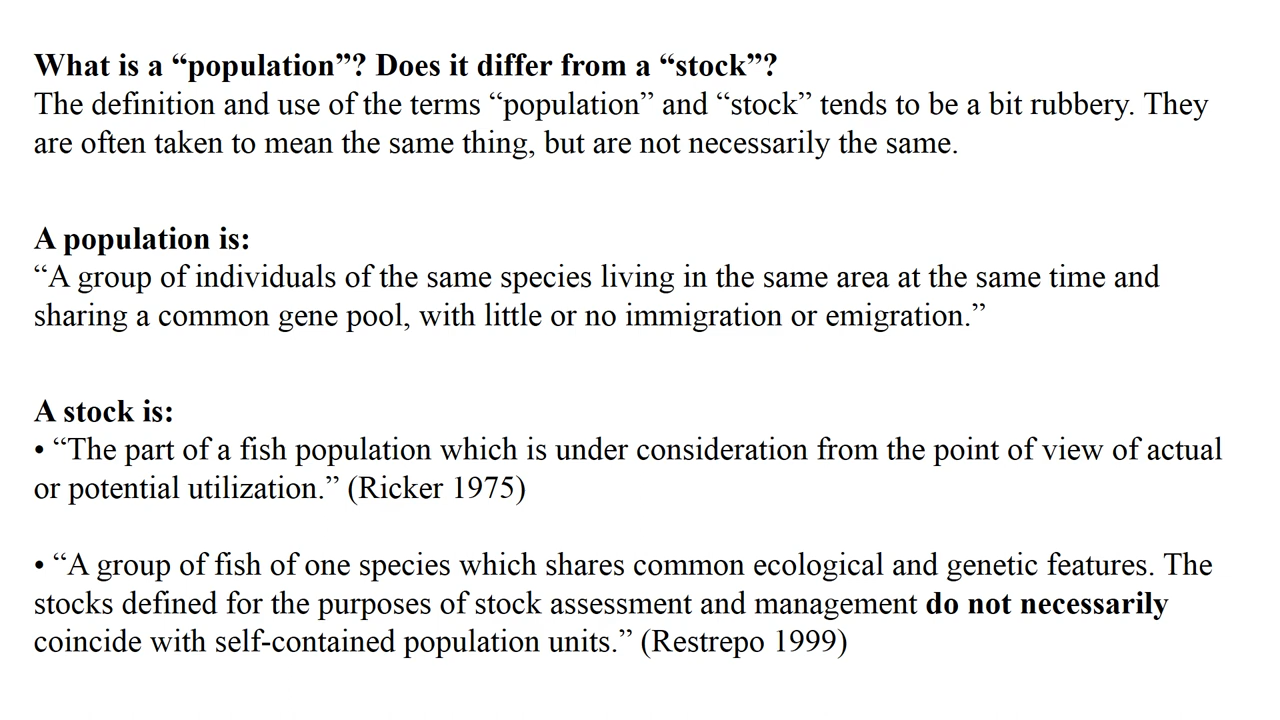 What is a “population”? Does it differ from a “stock”?
The definition and use of the terms “population” and “stock” tends to be a bit rubbery. They
are often taken to mean the same thing, but are not necessarily the same.
A population is:
“A group of individuals of the same species living in the same area at the same time and
sharing a common gene pool, with little or no immigration or emigration.”
A stock is:
• “The part of a fish population which is under consideration from the point of view of actual
or potential utilization.” (Ricker 1975)
• “A group of fish of one species which shares common ecological and genetic features. The
stocks defined for the purposes of stock assessment and management do not necessarily
coincide with self-contained population units.” (Restrepo 1999)